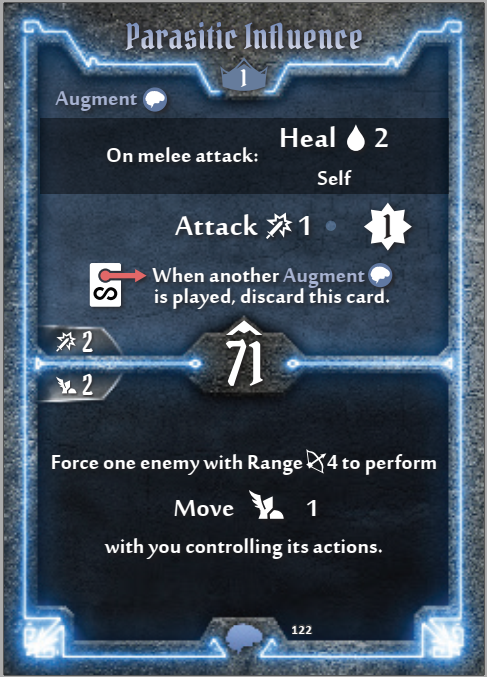 Parasitic Influence
1
Augment
On melee attack:
Heal 2
Self
Attack 1
1
When another Augment
is played, discard this card.
2
71
2
Force one enemy with Range 4 to perform
Move 1
with you controlling its actions.
122